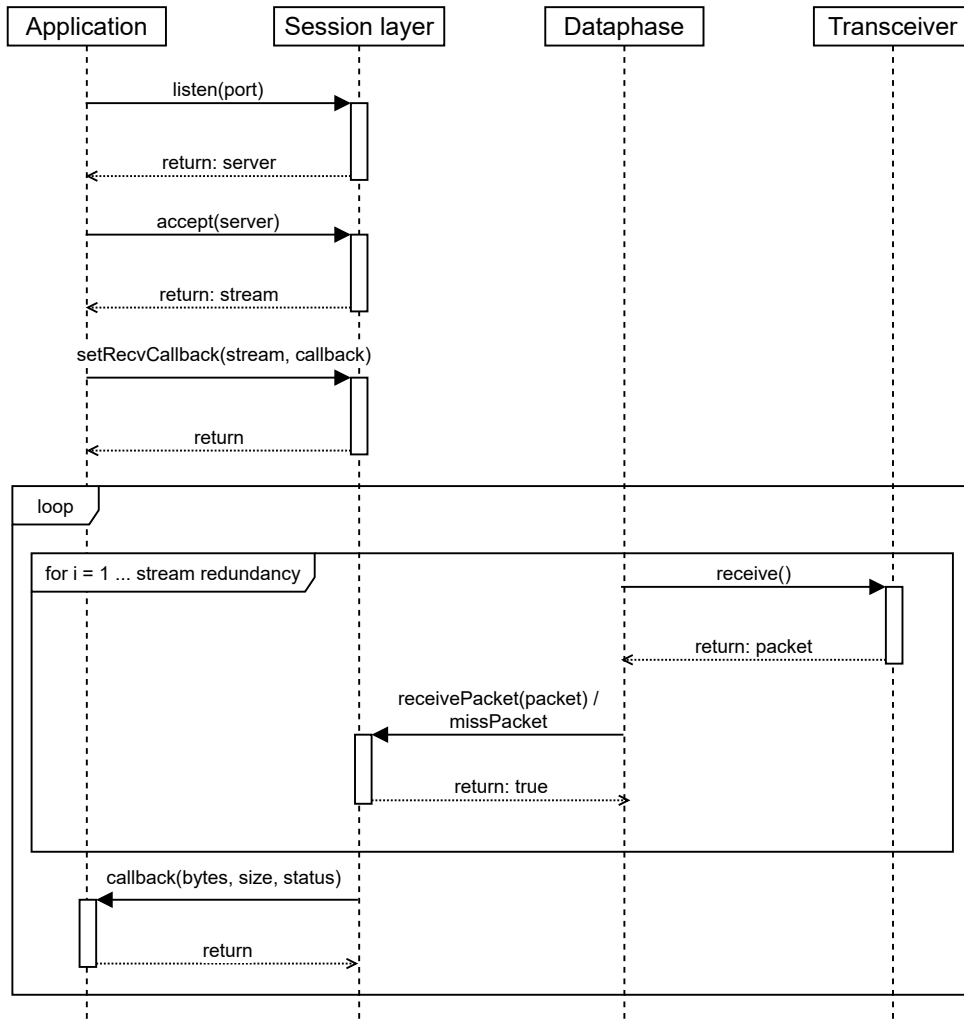 Application
Session layer
Dataphase
Transceiver
listen(port)
return: server
accept(server)
return: stream
setRecvCallback(stream, callback)
return
loop
for i = 1 ... stream redundancy
receive()
return: packet
receivePacket(packet) /
missPacket
return: true
callback(bytes, size, status)
return